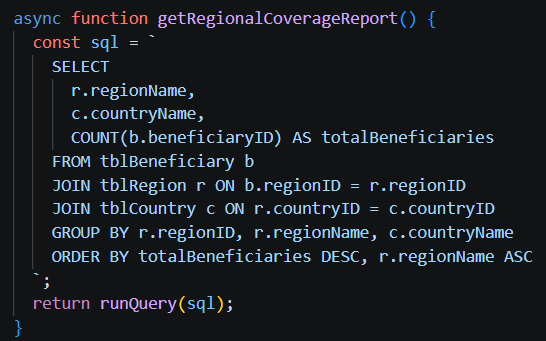 async function getRegionalCoverageReport() {
  const sql = `
    SELECT
      r.regionName,
      c.countryName,
      COUNT(b.beneficiaryID) AS totalBeneficiaries
    FROM tblBeneficiary b
    JOIN tblRegion r ON b.regionID = r.regionID
    JOIN tblCountry c ON r.countryID = c.countryID
    GROUP BY r.regionID, r.regionName, c.countryName
    ORDER BY totalBeneficiaries DESC, r.regionName ASC
  `;
  return runQuery(sql);
}